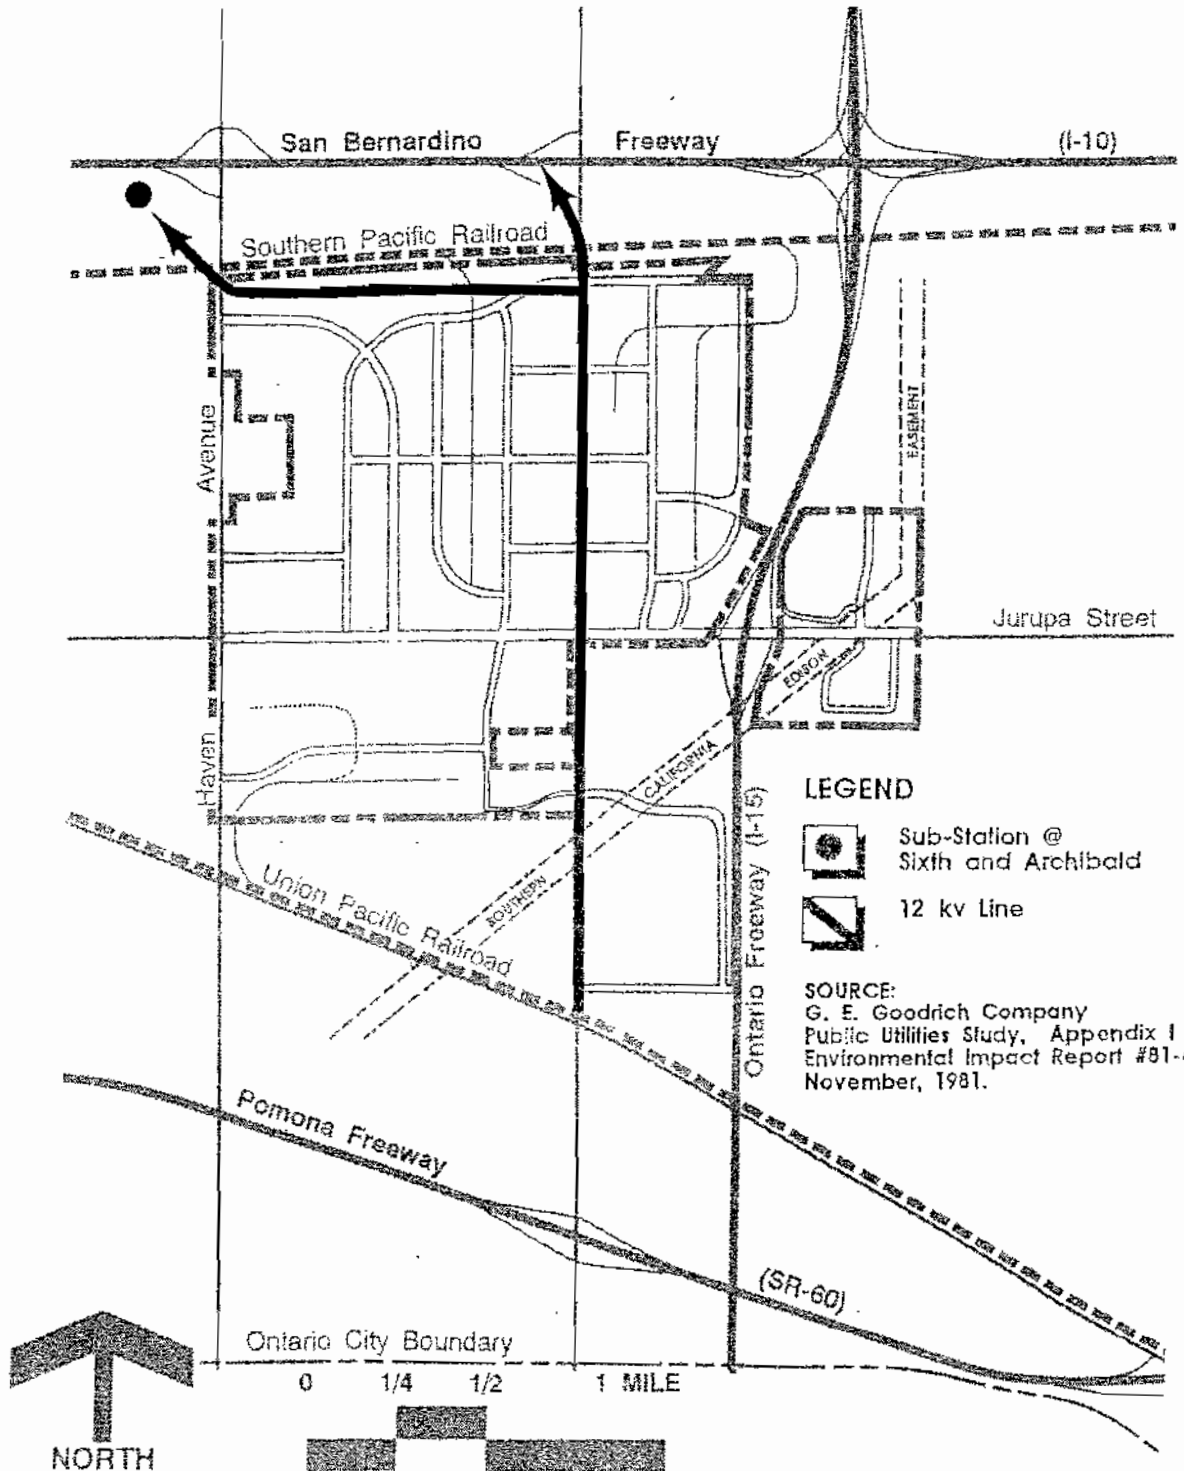 San Bernardino Freeway (I-10)
Southern Pacific Railroad
Haven Avenue
EASEMENT
Jurupa Street
EDISON
CALIFORNIA
SOUTHERN
Union Pacific Railroad
Ontario Freeway (I-15)
LEGEND
Sub-Station @
Sixth and Archibald
12 kv Line
SOURCE:
G. E. Goodrich Company
Public Utilities Study, Appendix I
Environmental Impact Report #81-
November, 1981.
Pomona Freeway
(SR-60)
Ontario City Boundary
0 1/4 1/2 1 MILE
NORTH